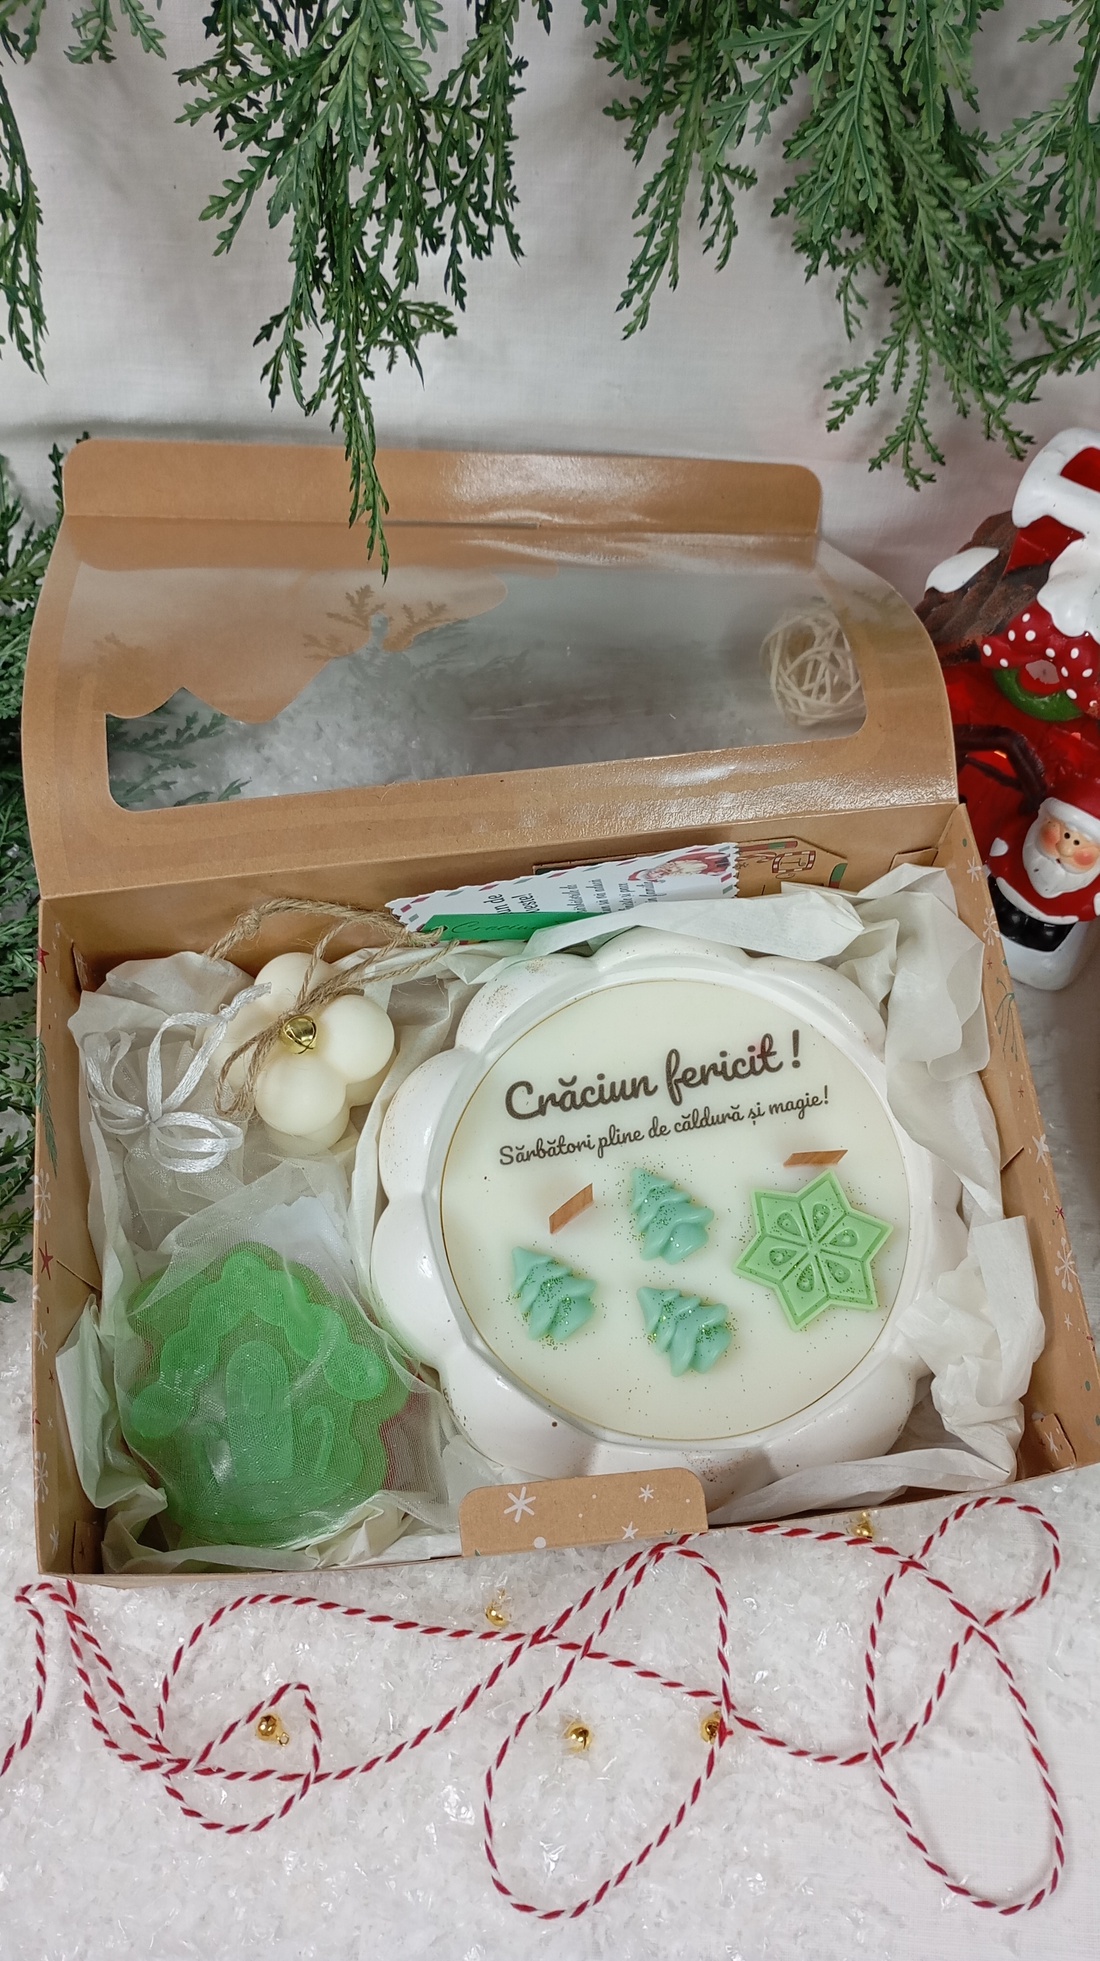 Crăciun fericit !
Sărbători pline de căldură și magie!